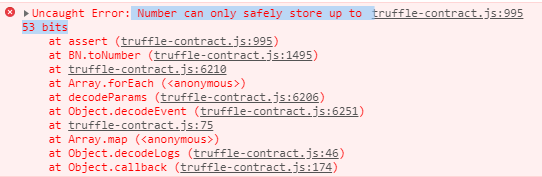 Uncaught Error: Number can only safely store up to truffle-contract.js:995
53 bits
at assert (truffle-contract.js:995)
at BN.toNumber (truffle-contract.js:1495)
at truffle-contract.js:6210
at Array.forEach (<anonymous>)
at decodeParams (truffle-contract.js:6206)
at Object.decodeEvent (truffle-contract.js:6251)
at truffle-contract.js:75
at Array.map (<anonymous>)
at Object.decodeLogs (truffle-contract.js:46)
at Object.callback (truffle-contract.js:174)